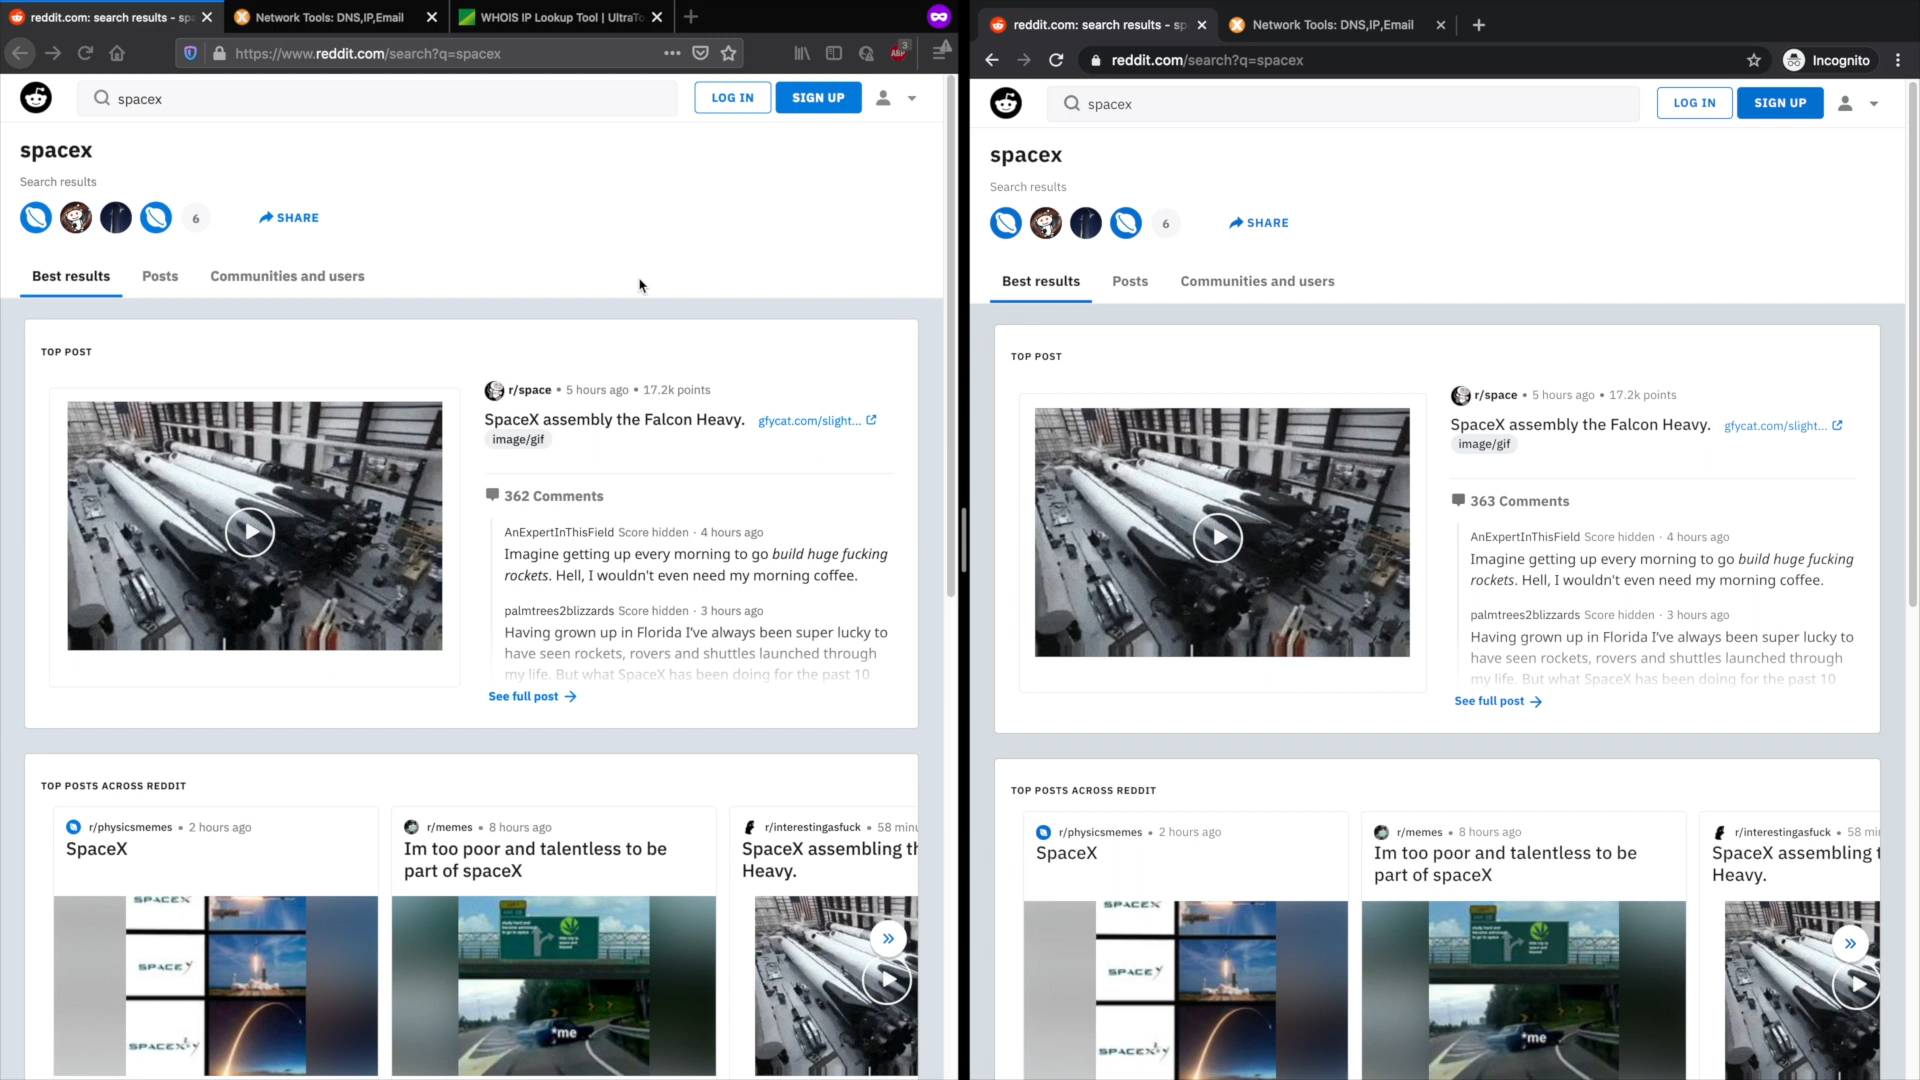 reddit.com: search results - sp
Network Tools: DNS,IP,Email
WHOIS IP Lookup Tool | UltraTo
https://www.reddit.com/search?q=spacex
ABP
3
spacex
LOG IN
SIGN UP
spacex
Search results
6
SHARE
Best results
Posts
Communities and users
TOP POST
r/space • 5 hours ago • 17.2k points
SpaceX assembly the Falcon Heavy. gfycat.com/slight...
image/gif
362 Comments
AnExpertInThisField Score hidden · 4 hours ago
Imagine getting up every morning to go build huge fucking
rockets. Hell, I wouldn't even need my morning coffee.
palmtrees2blizzards Score hidden · 3 hours ago
Having grown up in Florida I've always been super lucky to
have seen rockets, rovers and shuttles launched through
my life. But what SpaceX has been doing for the past 10
See full post
TOP POSTS ACROSS REDDIT
r/physicsmemes • 2 hours ago
SpaceX
SPACEX
SPACEY
r/memes • 8 hours ago
Im too poor and talentless to be
part of spaceX
*me
r/interestingasfuck • 58 minu
SpaceX assembling th
Heavy.
reddit.com: search results - sp
Network Tools: DNS,IP,Email
reddit.com/search?q=spacex
Incognito
spacex
LOG IN
SIGN UP
spacex
Search results
6
SHARE
Best results
Posts
Communities and users
TOP POST
r/space • 5 hours ago • 17.2k points
SpaceX assembly the Falcon Heavy. gfycat.com/slight...
image/gif
363 Comments
AnExpertInThisField Score hidden · 4 hours ago
Imagine getting up every morning to go build huge fucking
rockets. Hell, I wouldn't even need my morning coffee.
palmtrees2blizzards Score hidden · 3 hours ago
Having grown up in Florida I've always been super lucky to
have seen rockets, rovers and shuttles launched through
my life. But what SpaceX has been doing for the past 10
See full post
TOP POSTS ACROSS REDDIT
r/physicsmemes • 2 hours ago
SpaceX
SPACEX
SPACEY
r/memes • 8 hours ago
Im too poor and talentless to be
part of spaceX
*me
r/interestingasfuck • 58 mi
SpaceX assembling t
Heavy.